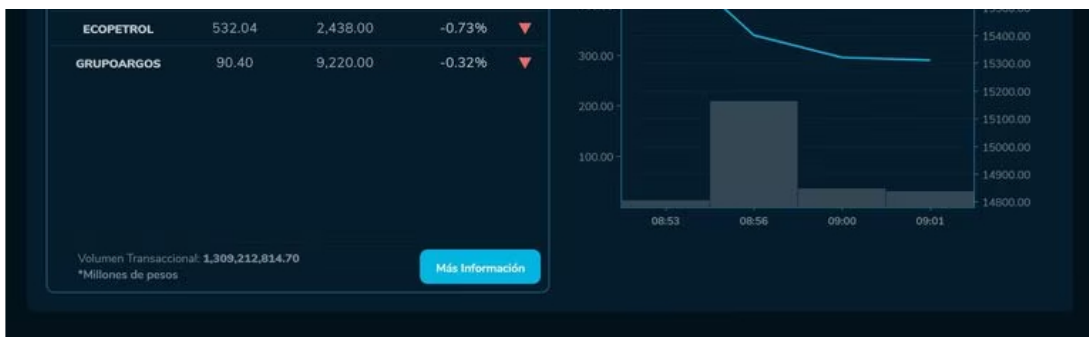 ECOPETROL 532.04 2,438.00 -0.73%
GRUPOARGOS 90.40 9,220.00 -0.32%
Volumen Transaccional: 1,309,212,814.70
*Millones de pesos
Más Información
300.00
200.00
100.00
15400.00
15300.00
15200.00
15100.00
15000.00
14900.00
14800.00
08:53 08:56 09:00 09:01